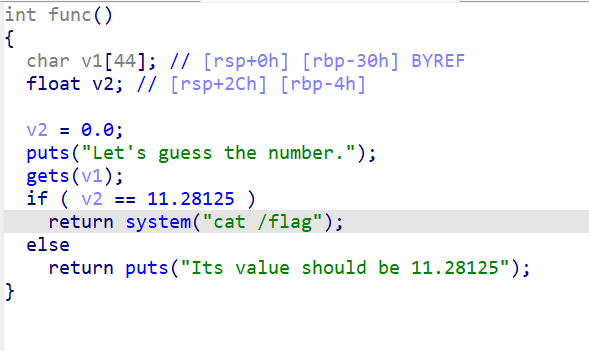 int func()
{
  char v1[44]; // [rsp+0h] [rbp-30h] BYREF
  float v2; // [rsp+2Ch] [rbp-4h]

  v2 = 0.0;
  puts("Let's guess the number.");
  gets(v1);
  if ( v2 == 11.28125 )
    return system("cat /flag");
  else
    return puts("Its value should be 11.28125");
}